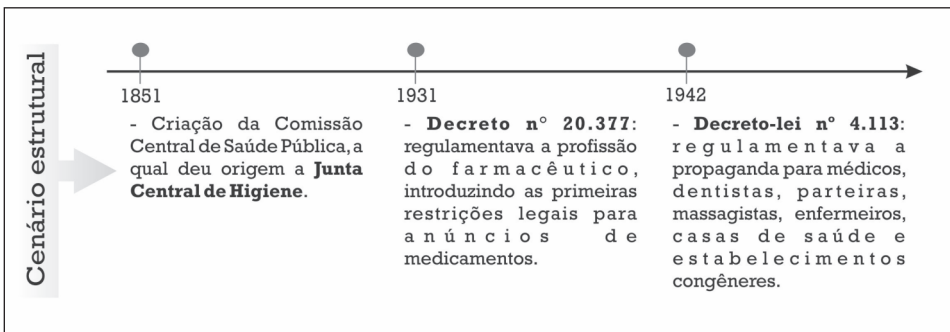 Cenário estrutural
1851
- Criação da Comissão
Central de Saúde Pública, a
qual deu origem a Junta
Central de Higiene.
1931
- Decreto n° 20.377:
regulamentava a profissão
do farmacêutico,
introduzindo as primeiras
restrições legais para
anúncios de
medicamentos.
1942
- Decreto-lei nº 4.113:
regulamentava a
propaganda para médicos,
dentistas, parteiras,
massagistas, enfermeiros,
casas de saúde e
estabelecimentos
congêneres.